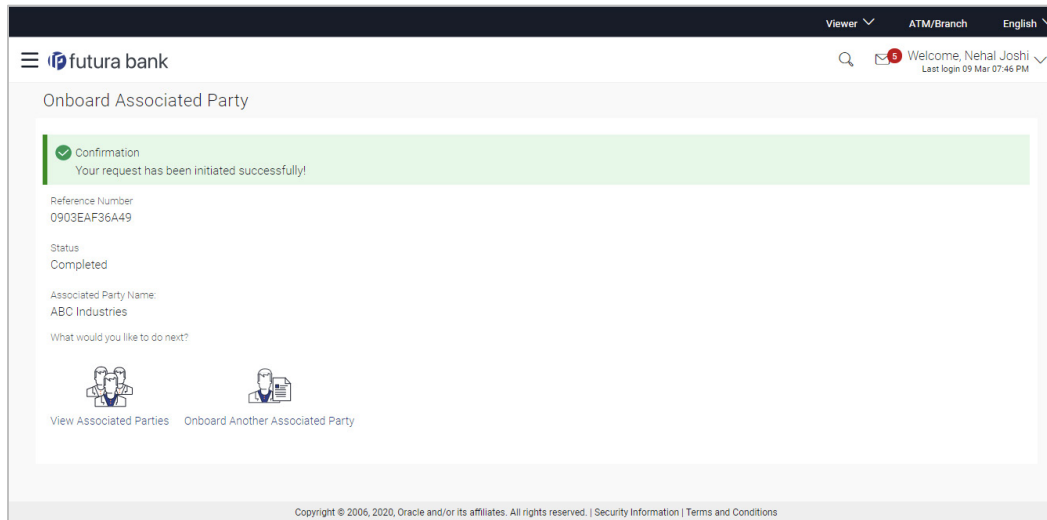 Viewer ATM/Branch English
futura bank
5
Welcome, Nehal Joshi
Last login 09 Mar 07:46 PM
Onboard Associated Party
Confirmation
Your request has been initiated successfully!
Reference Number
0903EAF36A49
Status
Completed
Associated Party Name:
ABC Industries
What would you like to do next?
View Associated Parties Onboard Another Associated Party
Copyright © 2006, 2020, Oracle and/or its affiliates. All rights reserved. | Security Information | Terms and Conditions